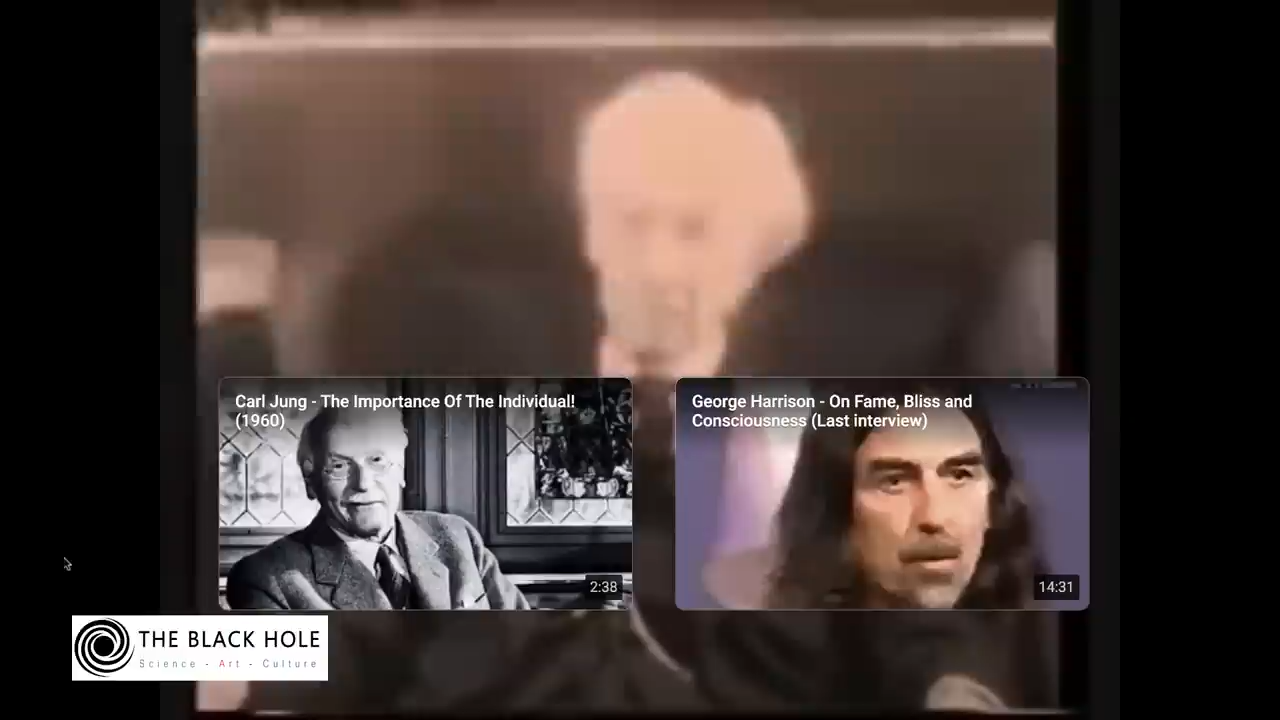 Carl Jung - The Importance Of The Individual!
(1960)
2:38
George Harrison - On Fame, Bliss and
Consciousness (Last interview)
14:31
THE BLACK HOLE
Science - Art - Culture